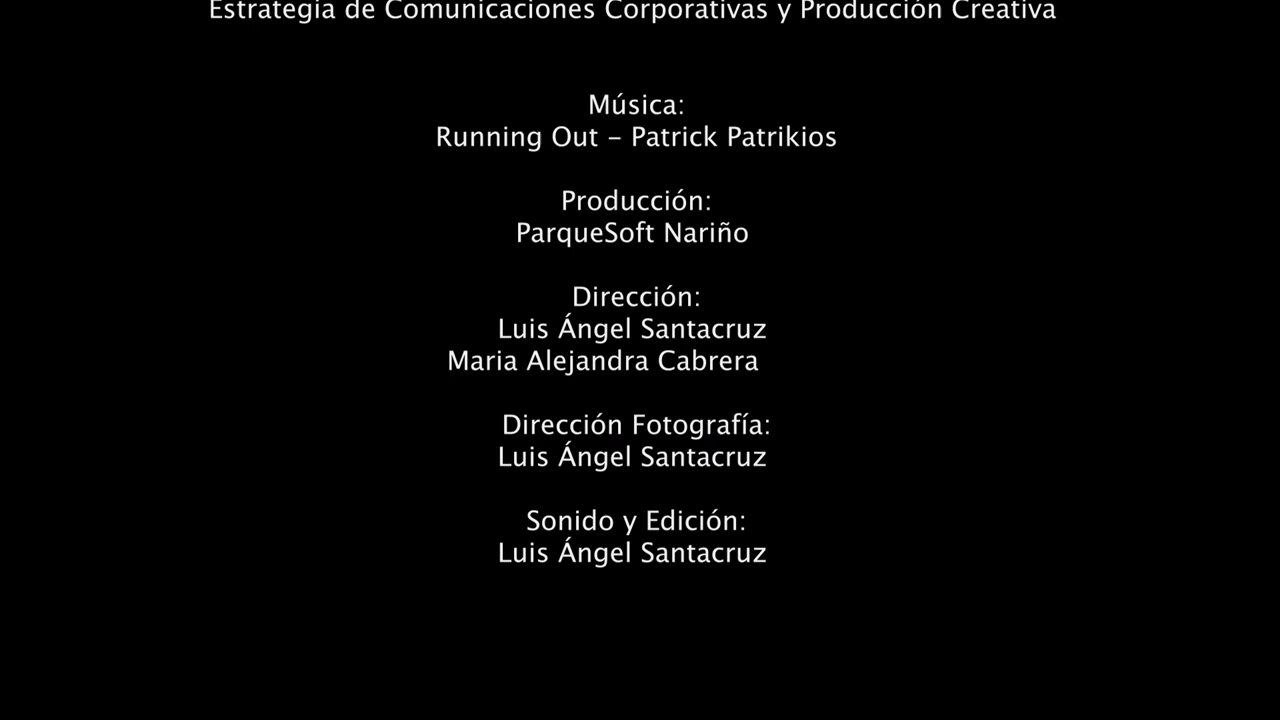 Estrategia de Comunicaciones Corporativas y Producción Creativa
Música:
Running Out – Patrick Patrikios
Producción:
ParqueSoft Nariño
Dirección:
Luis Ángel Santacruz
Maria Alejandra Cabrera
Dirección Fotografía:
Luis Ángel Santacruz
Sonido y Edición:
Luis Ángel Santacruz